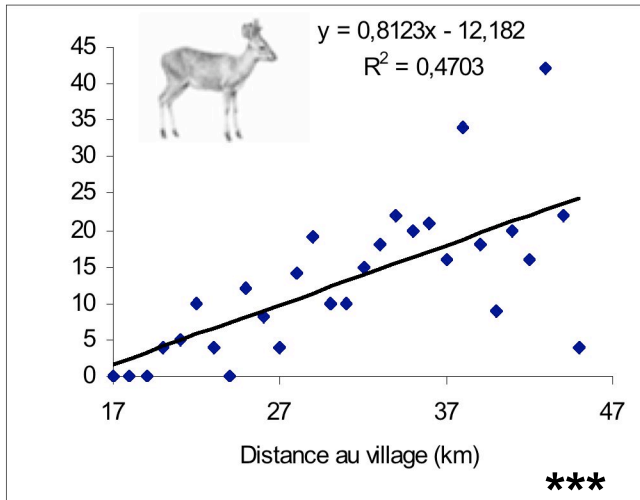 y = 0,8123x - 12,182
R² = 0,4703
45
40
35
30
25
20
15
10
5
0
17 27 37 47
Distance au village (km)
***